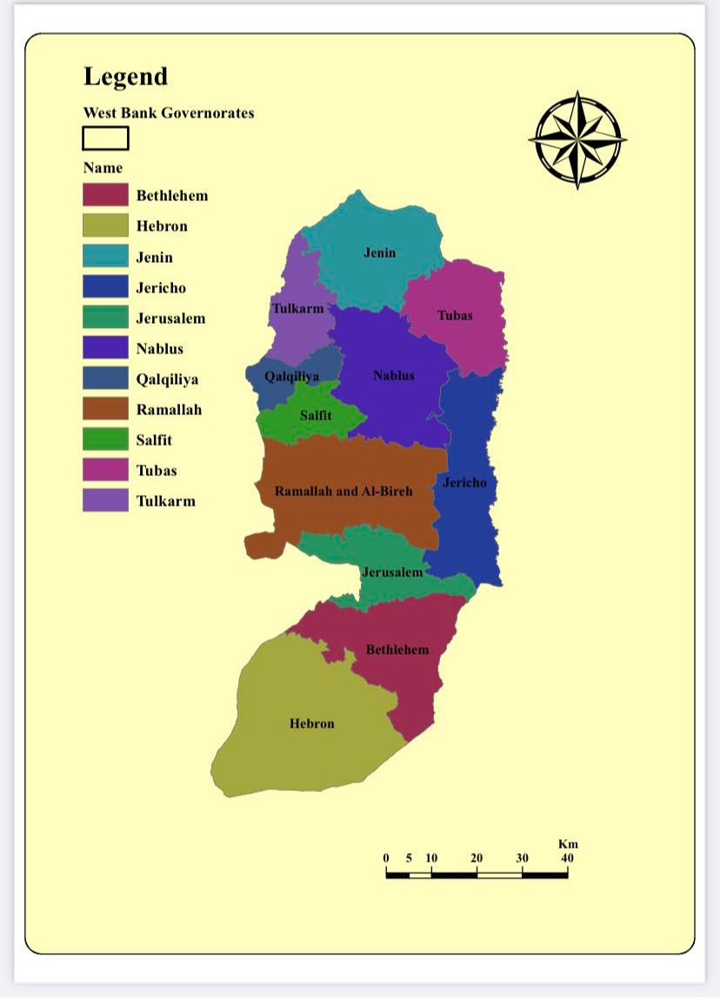 Legend
West Bank Governorates
Name
Bethlehem
Hebron
Jenin
Jericho
Jerusalem
Nablus
Qalqiliya
Ramallah
Salfit
Tubas
Tulkarm
Jenin
Tulkarm
Tubas
Qalqiliya
Nablus
Salfit
Jericho
Ramallah and Al-Bireh
Jerusalem
Bethlehem
Hebron
Km
0 5 10 20 30 40